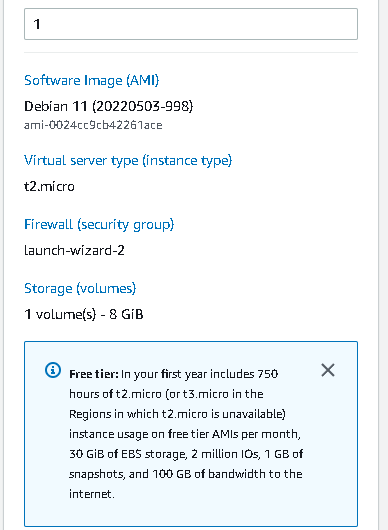 1
Software Image (AMI)
Debian 11 (20220503-998)
ami-0024cc9cb42261ace
Virtual server type (instance type)
t2.micro
Firewall (security group)
launch-wizard-2
Storage (volumes)
1 volume(s) - 8 GiB
Free tier: In your first year includes 750
hours of t2.micro (or t3.micro in the
Regions in which t2.micro is unavailable)
instance usage on free tier AMIs per month,
30 GiB of EBS storage, 2 million IOs, 1 GB of
snapshots, and 100 GB of bandwidth to the
internet.